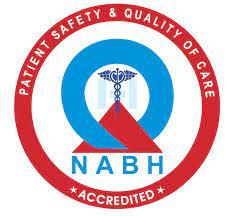 PATIENT SAFETY & QUALITY OF CARE
NABH
★ ACCREDITED ★